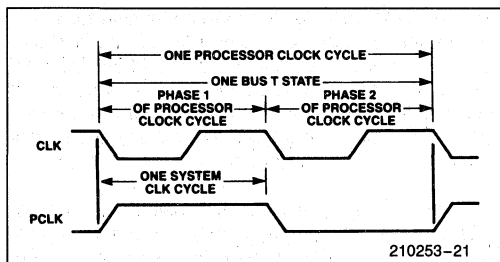 ONE PROCESSOR CLOCK CYCLE
ONE BUS T STATE
PHASE 1
OF PROCESSOR
CLOCK CYCLE
PHASE 2
OF PROCESSOR
CLOCK CYCLE
CLK
ONE SYSTEM
CLK CYCLE
PCLK
210253-21